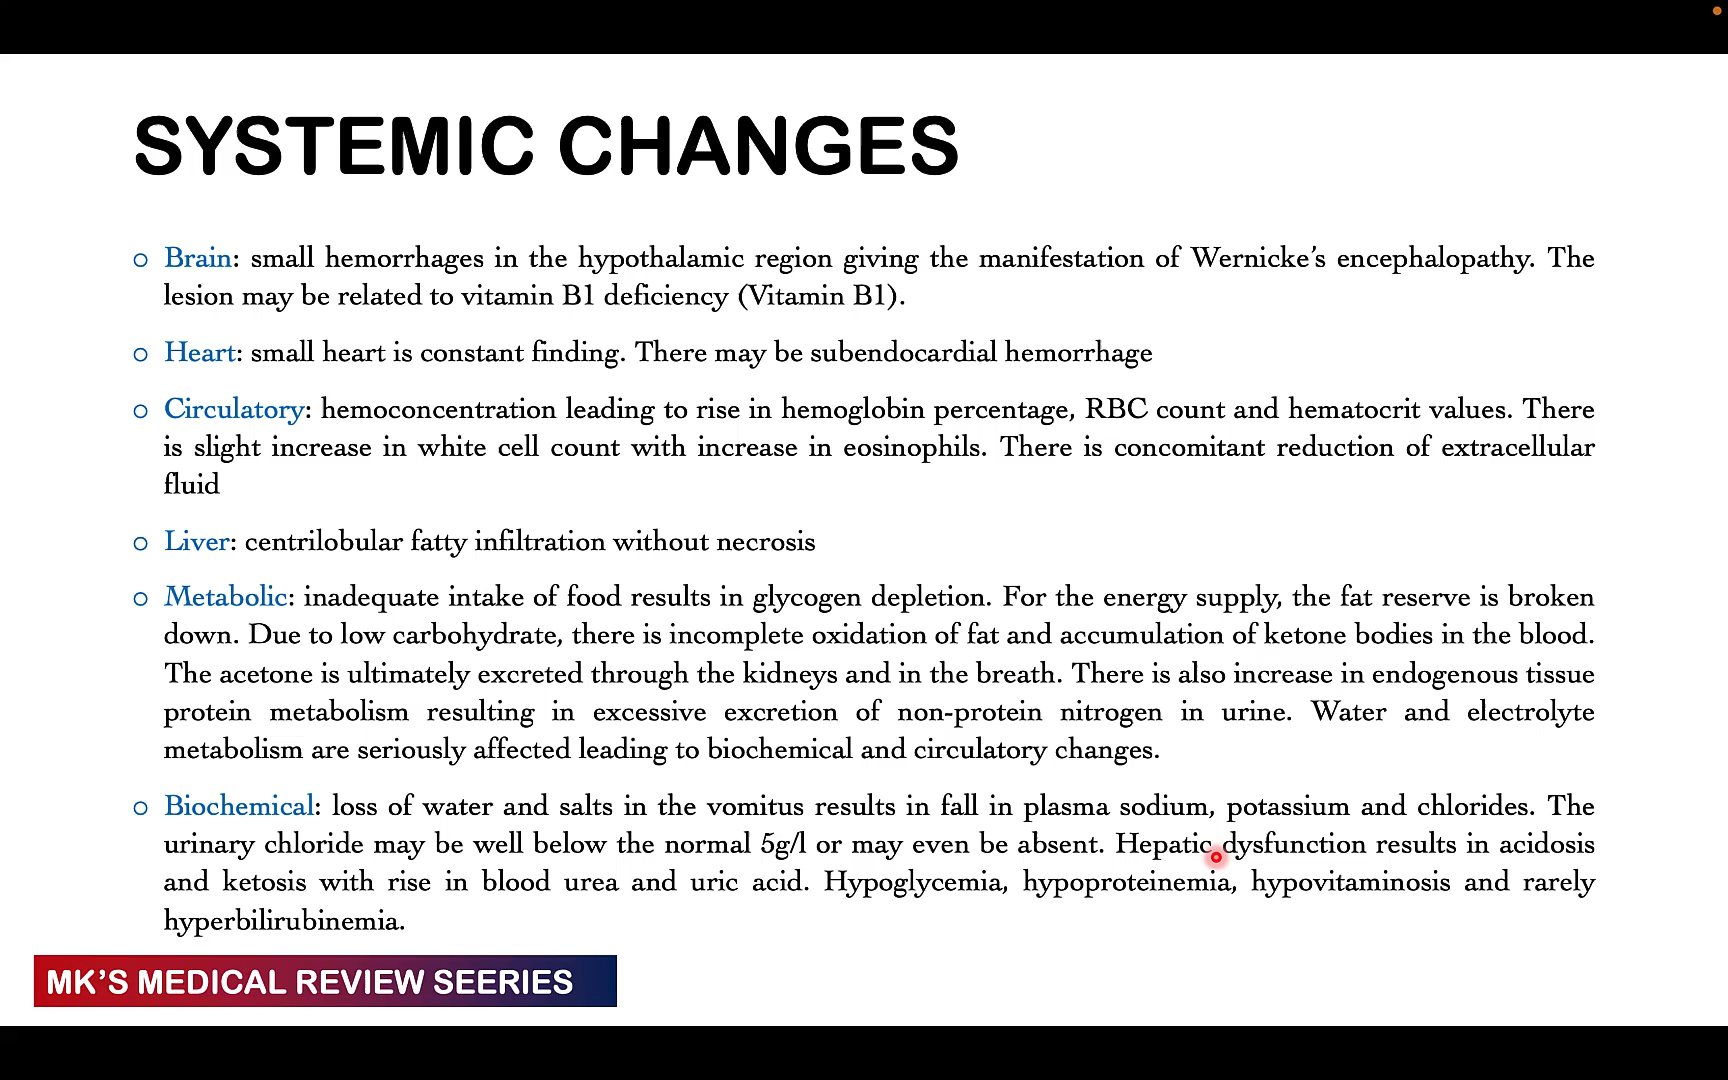 SYSTEMIC CHANGES
Brain: small hemorrhages in the hypothalamic region giving the manifestation of Wernicke’s encephalopathy. The
lesion may be related to vitamin B1 deficiency (Vitamin B1).
Heart: small heart is constant finding. There may be subendocardial hemorrhage
Circulatory: hemoconcentration leading to rise in hemoglobin percentage, RBC count and hematocrit values. There
is slight increase in white cell count with increase in eosinophils. There is concomitant reduction of extracellular
fluid
Liver: centrilobular fatty infiltration without necrosis
Metabolic: inadequate intake of food results in glycogen depletion. For the energy supply, the fat reserve is broken
down. Due to low carbohydrate, there is incomplete oxidation of fat and accumulation of ketone bodies in the blood.
The acetone is ultimately excreted through the kidneys and in the breath. There is also increase in endogenous tissue
protein metabolism resulting in excessive excretion of non-protein nitrogen in urine. Water and electrolyte
metabolism are seriously affected leading to biochemical and circulatory changes.
Biochemical: loss of water and salts in the vomitus results in fall in plasma sodium, potassium and chlorides. The
urinary chloride may be well below the normal 5g/l or may even be absent. Hepatic dysfunction results in acidosis
and ketosis with rise in blood urea and uric acid. Hypoglycemia, hypoproteinemia, hypovitaminosis and rarely
hyperbilirubinemia.
MK’S MEDICAL REVIEW SEERIES